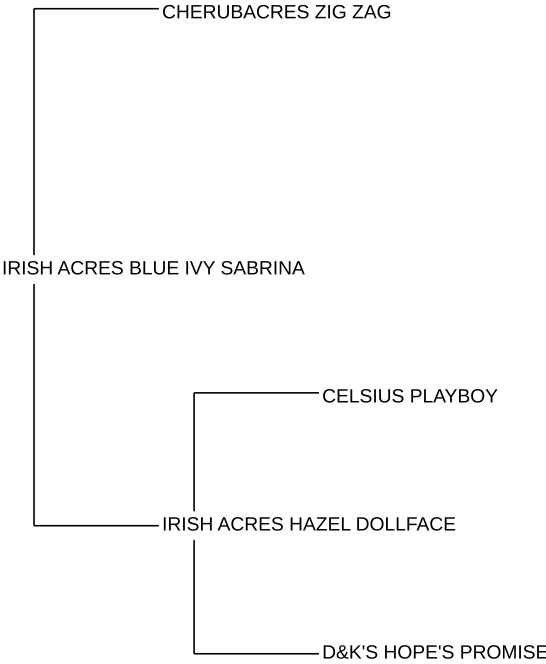 CHERUBACRES ZIG ZAG
IRISH ACRES BLUE IVY SABRINA
CELSIUS PLAYBOY
IRISH ACRES HAZEL DOLLFACE
D&K'S HOPE'S PROMISE